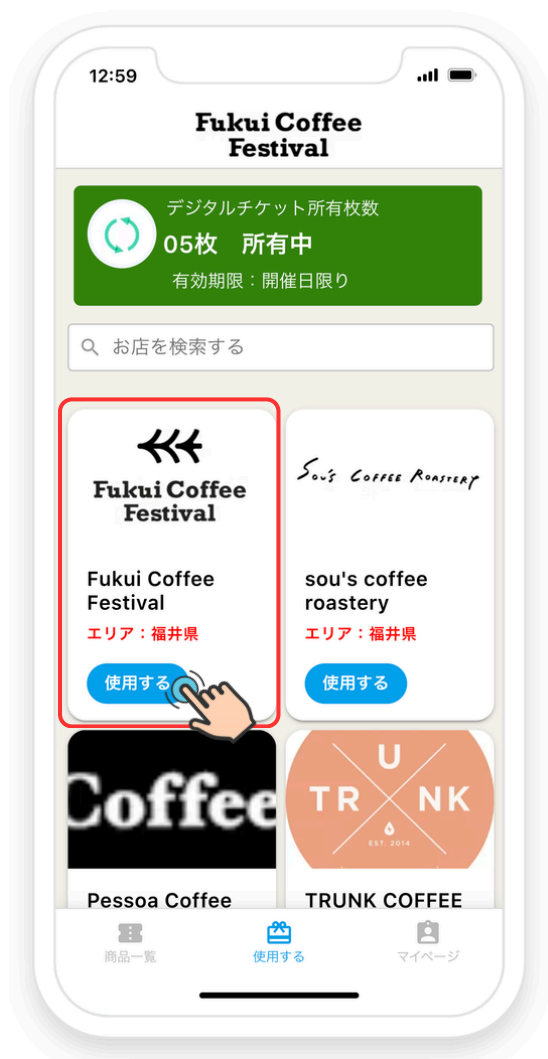 12:59
Fukui Coffee
Festival
デジタルチケット所有枚数
05枚　所有中
有効期限：開催日限り
お店を検索する
Fukui Coffee
Festival
Sou's Coffee Roastery
Fukui Coffee
Festival
sou's coffee
roastery
エリア：福井県
エリア：福井県
使用する
使用する
Coffee
U
TR NK
EST. 2014
Pessoa Coffee
TRUNK COFFEE
商品一覧
使用する
マイページ